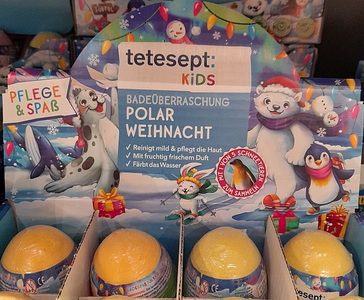 tetesept:
KiDS
PFLEGE
& SPAẞ
BADEÜBERRASCHUNG
POLAR
WEIHNACHT
✓ Reinigt mild & pflegt die Haut
✓ Mit fruchtig frischem Duft
✓ Färbt das Wasser
MIT 1 VON 5 SCHNEETIEREN
ZUM SAMMELN
tetesept: